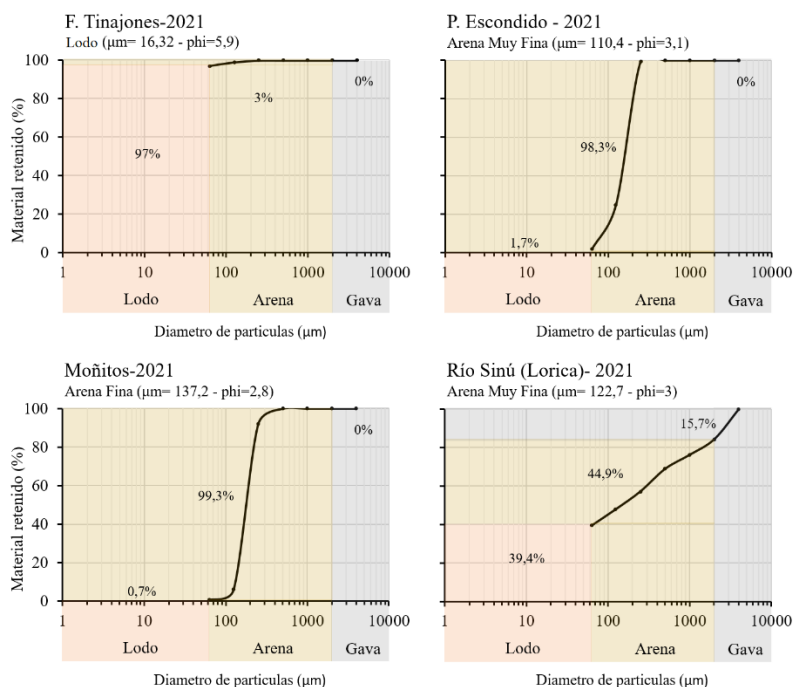 F. Tinajones-2021
Lodo (µm= 16,32 - phi=5,9)
Material retenido (%)
100
80
60
40
20
0
97%
3%
0%
1
10
100
1000
10000
Lodo
Arena
Gava
Diametro de particulas (µm)
P. Escondido - 2021
Arena Muy Fina (µm= 110,4 - phi=3,1)
100
80
60
40
20
0
1,7%
98,3%
0%
1
10
100
1000
10000
Lodo
Arena
Gava
Diametro de particulas (µm)
Moñitos-2021
Arena Fina (µm= 137,2 - phi=2,8)
Material retenido (%)
100
80
60
40
20
0
0,7%
99,3%
0%
1
10
100
1000
10000
Lodo
Arena
Gava
Diametro de particulas (µm)
Río Sinú (Lorica)- 2021
Arena Muy Fina (µm= 122,7 - phi=3)
100
80
60
40
20
0
39,4%
44,9%
15,7%
1
10
100
1000
10000
Lodo
Arena
Gava
Diametro de particulas (µm)